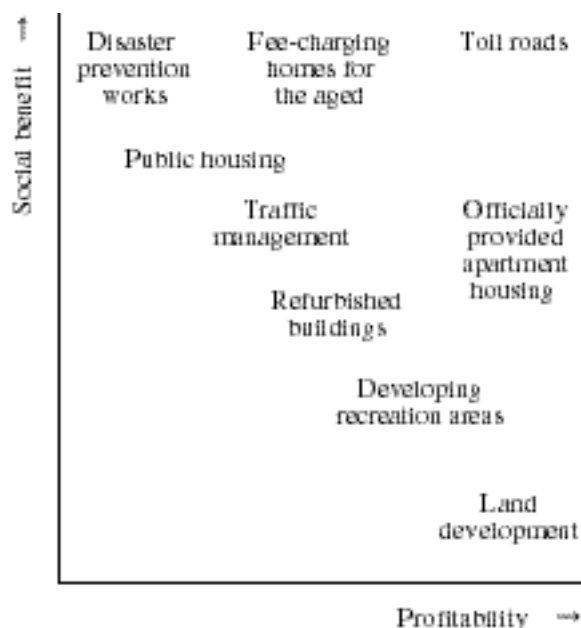 Social benefit →
Disaster
prevention
works
Fee-charging
homes for
the aged
Toll roads
Public housing
Traffic
management
Officially
provided
apartment
housing
Refurbished
buildings
Developing
recreation areas
Land
development
Profitability →